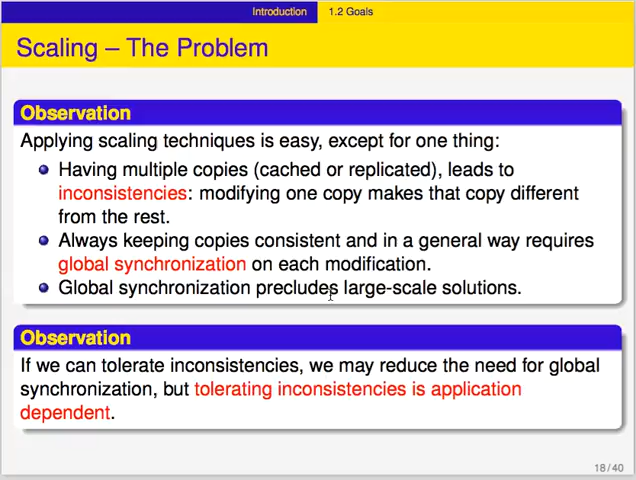 Introduction 1.2 Goals
Scaling – The Problem
Observation
Applying scaling techniques is easy, except for one thing:
Having multiple copies (cached or replicated), leads to
inconsistencies: modifying one copy makes that copy different
from the rest.
Always keeping copies consistent and in a general way requires
global synchronization on each modification.
Global synchronization precludes large-scale solutions.
Observation
If we can tolerate inconsistencies, we may reduce the need for global
synchronization, but tolerating inconsistencies is application
dependent.
18 / 40